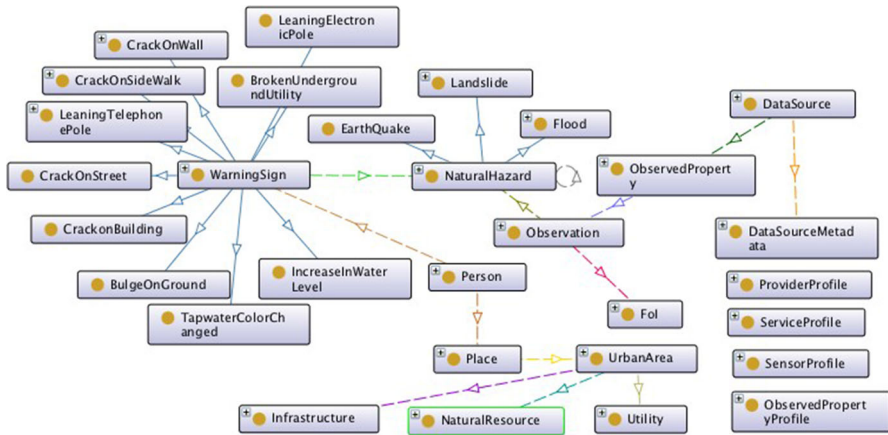 LeaningElectron
icPole
CrackOnWall
CrackOnSideWalk
BrokenUndergrou
ndUtility
Landslide
DataSource
LeaningTelephon
ePole
EarthQuake
Flood
CrackOnStreet
WarningSign
NaturalHazard
ObservedPropert
y
CrackonBuilding
Observation
DataSourceMetad
ata
BulgeOnGround
IncreaseInWater
Level
Person
ProviderProfile
TapwaterColorCh
anged
FoI
ServiceProfile
Place
UrbanArea
SensorProfile
Infrastructure
NaturalResource
Utility
ObservedPropert
yProfile